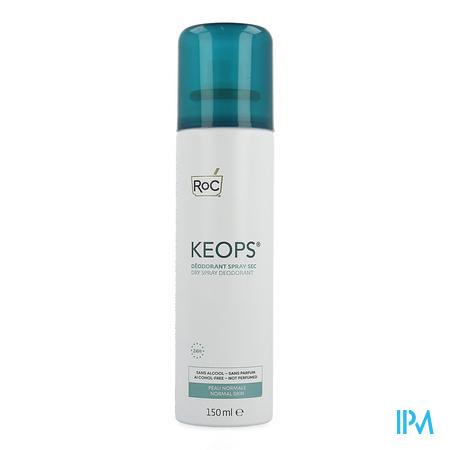 RoC
KEOPS®
DÉODORANT SPRAY SEC
DRY SPRAY DEODORANT
24H
SANS ALCOOL – SANS PARFUM
ALCOHOL-FREE – NOT PERFUMED
PEAU NORMALE
NORMAL SKIN
150 ml e
IPM